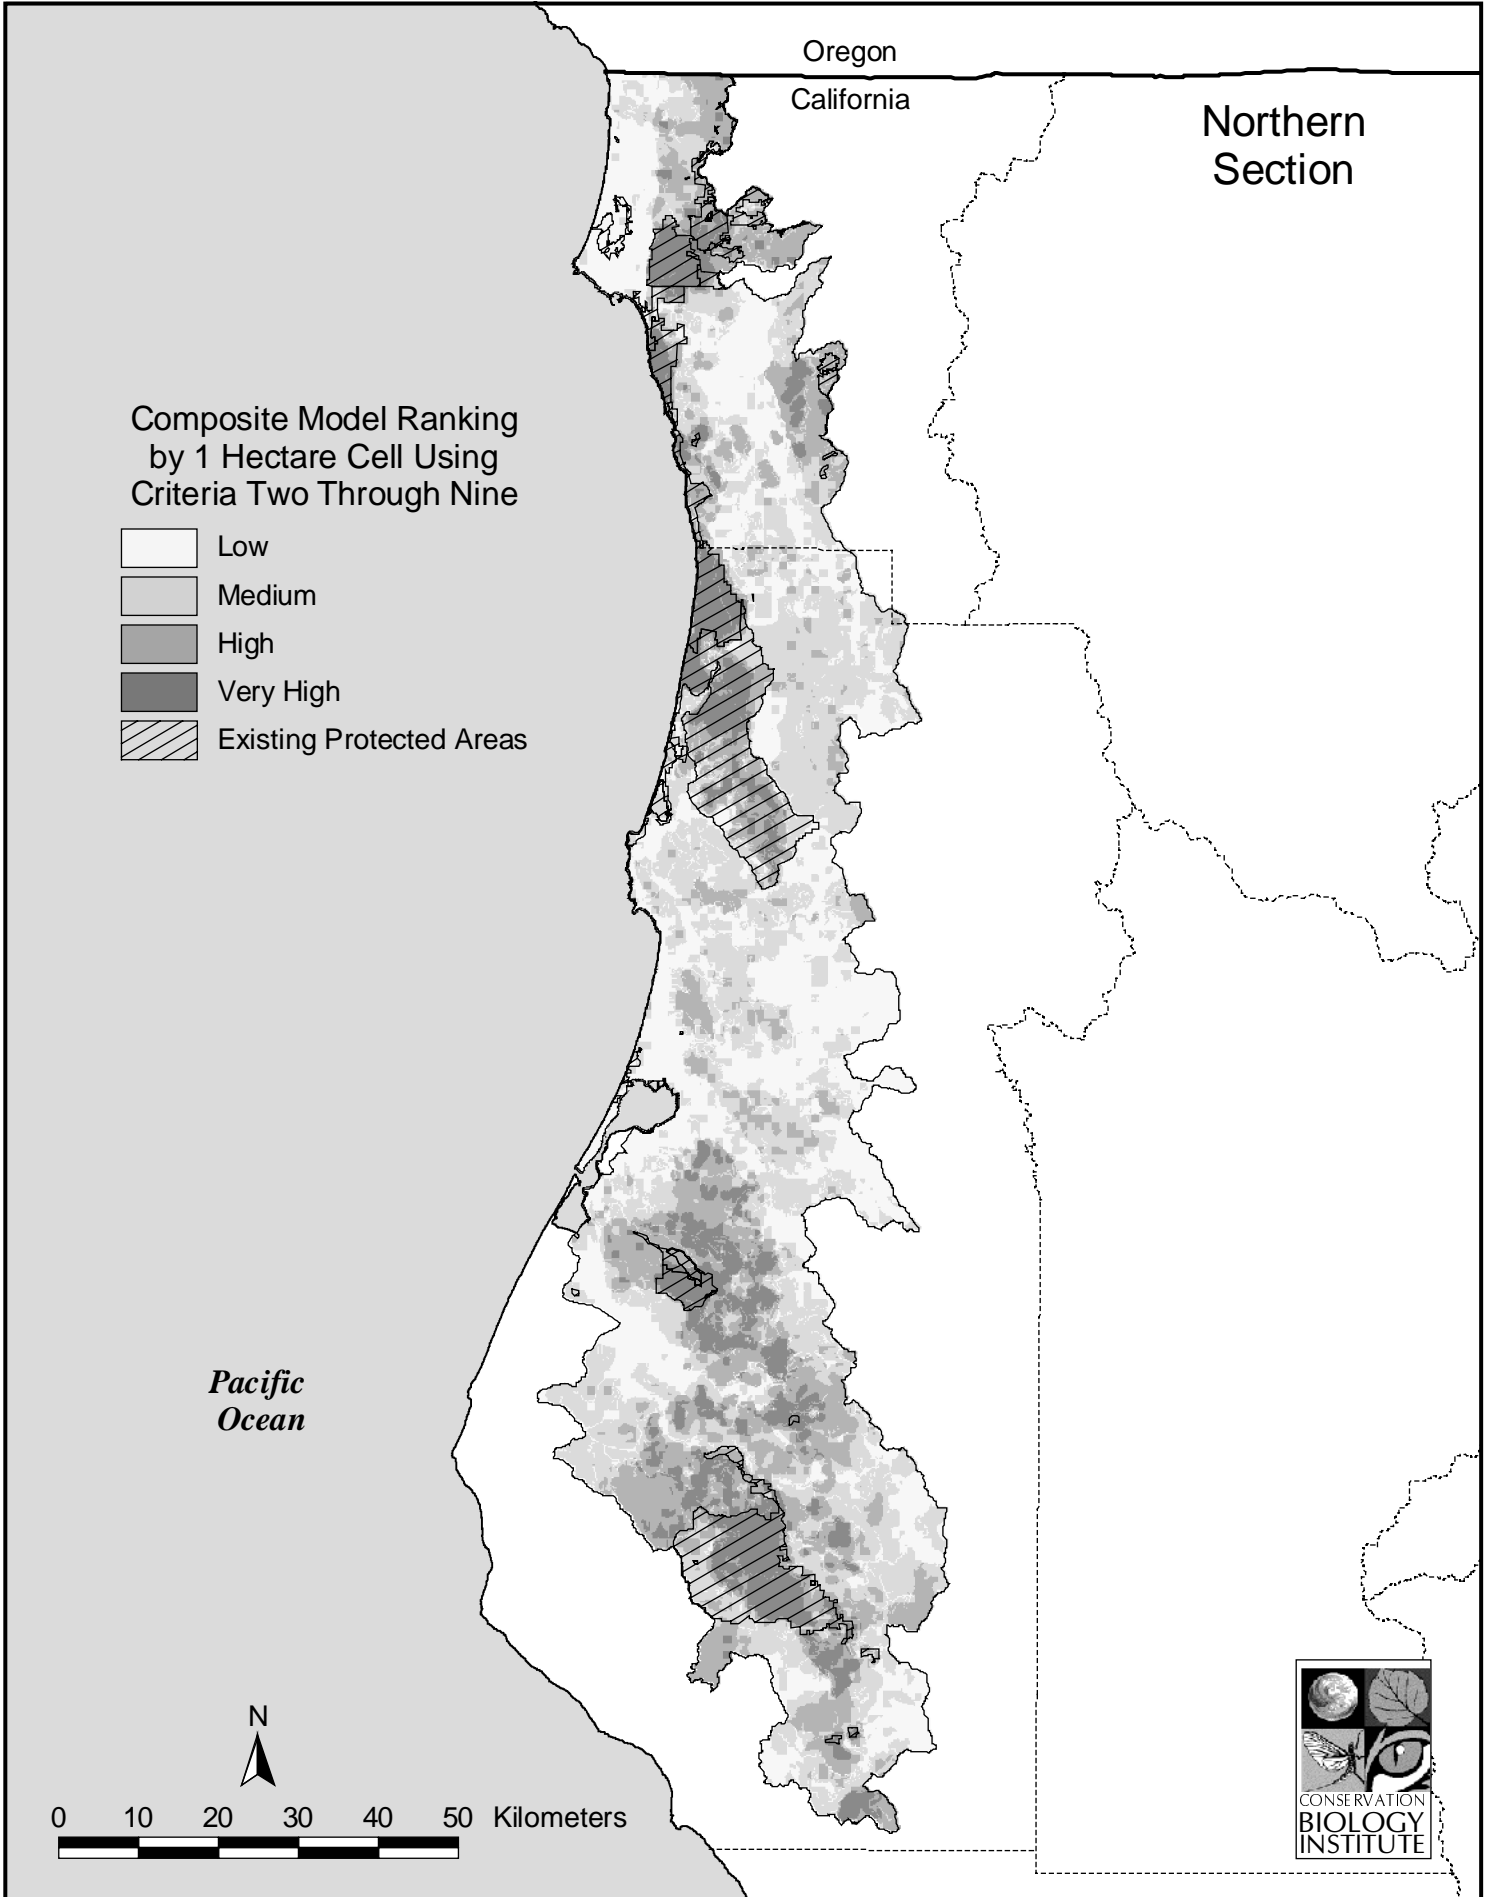 Oregon
California
Northern
Section
Composite Model Ranking
by 1 Hectare Cell Using
Criteria Two Through Nine
Low
Medium
High
Very High
Existing Protected Areas
Pacific
Ocean
N
0 10 20 30 40 50 Kilometers
CONSERVATION
BIOLOGY
INSTITUTE